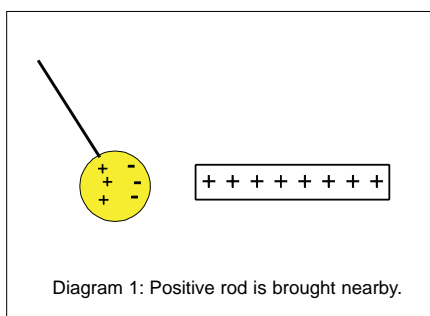 + -
+ -
+ -
+ + + + + + + +
Diagram 1: Positive rod is brought nearby.